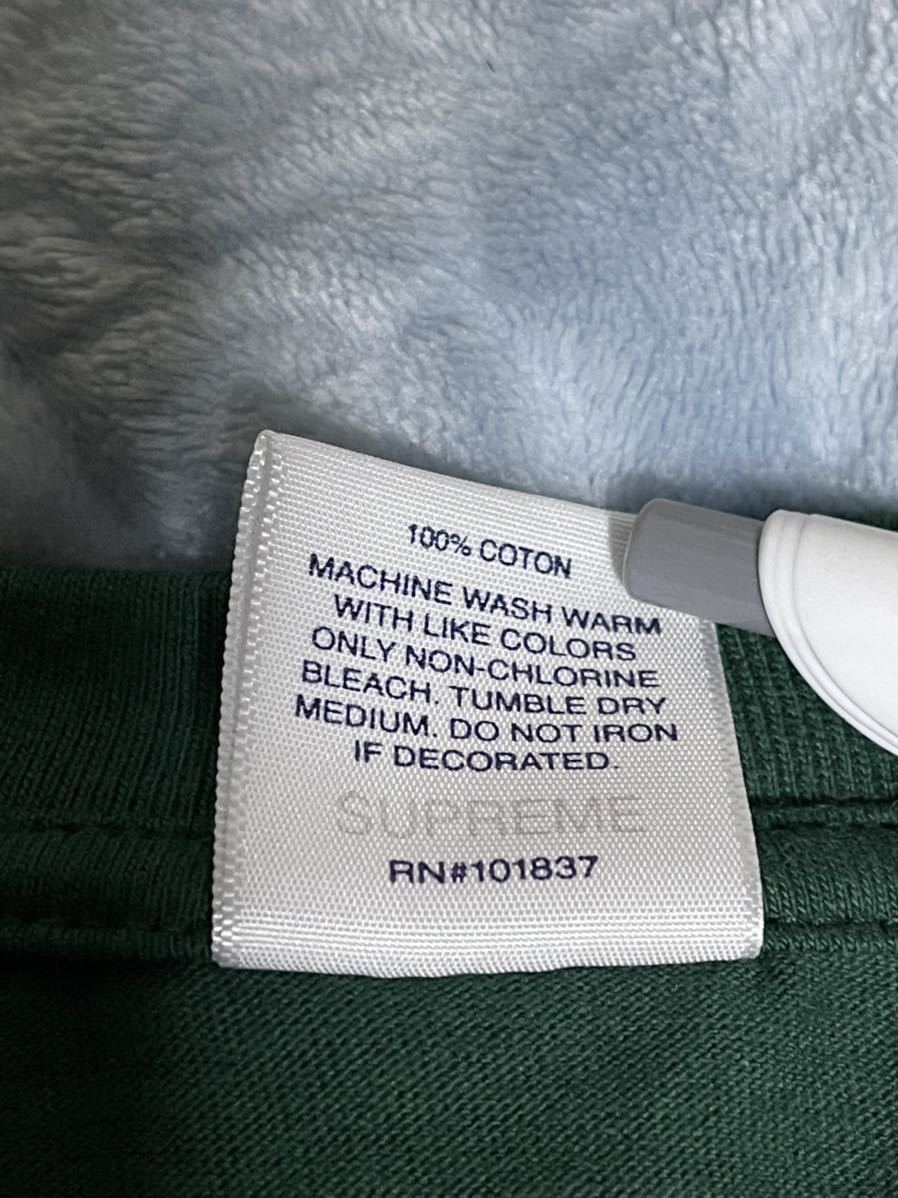 100% COTON
MACHINE WASH WARM
WITH LIKE COLORS
ONLY NON-CHLORINE
BLEACH. TUMBLE DRY
MEDIUM. DO NOT IRON
IF DECORATED.
SUPREME
RN#101837